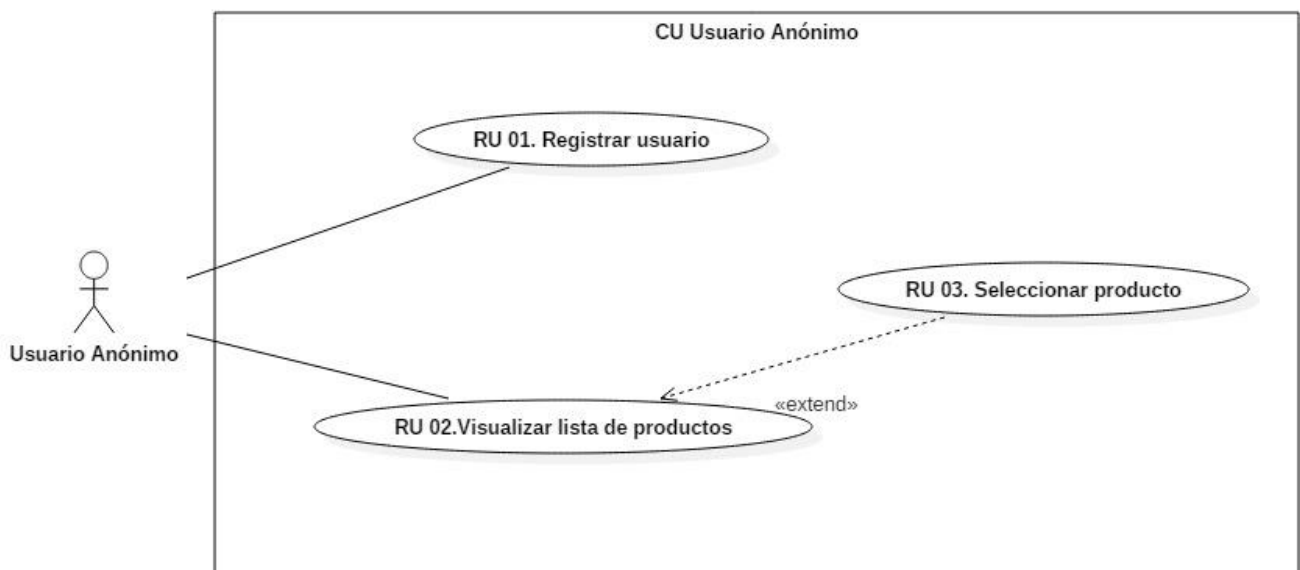 CU Usuario Anónimo
RU 01. Registrar usuario
RU 03. Seleccionar producto
Usuario Anónimo
«extend»
RU 02.Visualizar lista de productos